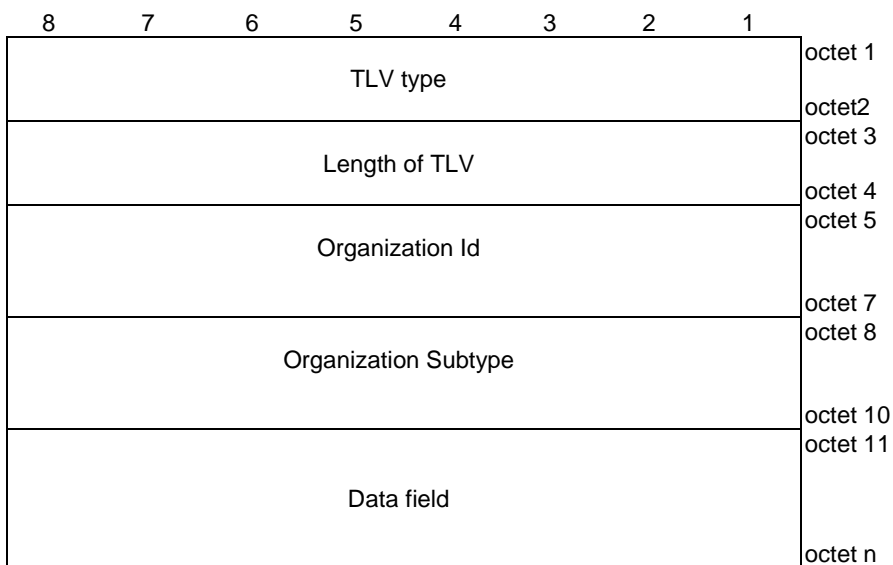 8 7 6 5 4 3 2 1
octet 1
TLV type
octet2
octet 3
Length of TLV
octet 4
octet 5
Organization Id
octet 7
octet 8
Organization Subtype
octet 10
octet 11
Data field
octet n